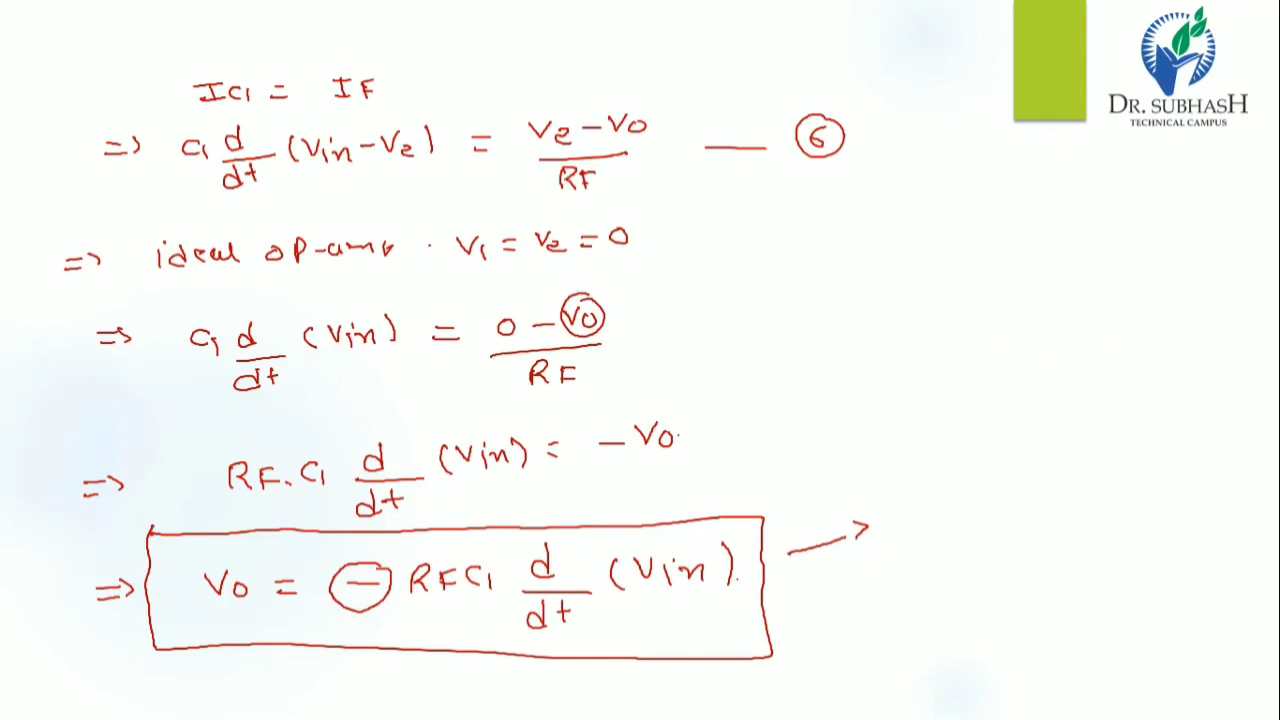 IC1 = IF
=> C1 d/dt (Vin - V2) = V2 - V0 / RF —— 6
=> ideal op-amp . V1 = V2 = 0
=> C1 d/dt (Vin) = 0 - V0 / RF
=> RF. C1 d/dt (Vin) = - V0.
=> V0 = - RFC1 d/dt (Vin). →
DR. SUBHASH
TECHNICAL CAMPUS